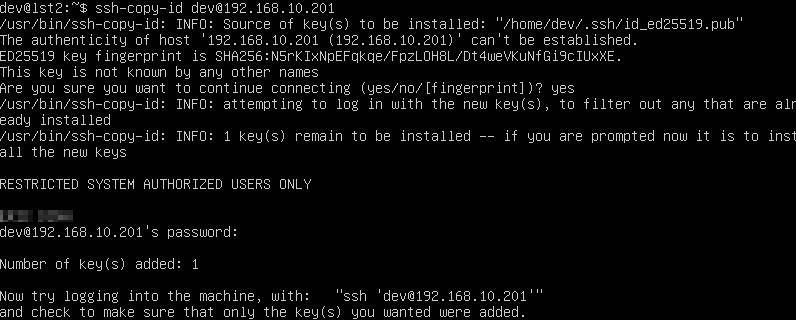 dev@lst2:~$ ssh-copy-id dev@192.168.10.201
/usr/bin/ssh-copy-id: INFO: Source of key(s) to be installed: "/home/dev/.ssh/id_ed25519.pub"
The authenticity of host '192.168.10.201 (192.168.10.201)' can't be established.
ED25519 key fingerprint is SHA256:N5rKIxNpEFqkqe/FpzLOH8L/Dt4weVKuNfGi9cIUxXE.
This key is not known by any other names
Are you sure you want to continue connecting (yes/no/[fingerprint])? yes
/usr/bin/ssh-copy-id: INFO: attempting to log in with the new key(s), to filter out any that are alr
eady installed
/usr/bin/ssh-copy-id: INFO: 1 key(s) remain to be installed -- if you are prompted now it is to inst
all the new keys
RESTRICTED SYSTEM AUTHORIZED USERS ONLY
dev@192.168.10.201's password:
Number of key(s) added: 1
Now try logging into the machine, with:   "ssh 'dev@192.168.10.201'"
and check to make sure that only the key(s) you wanted were added.